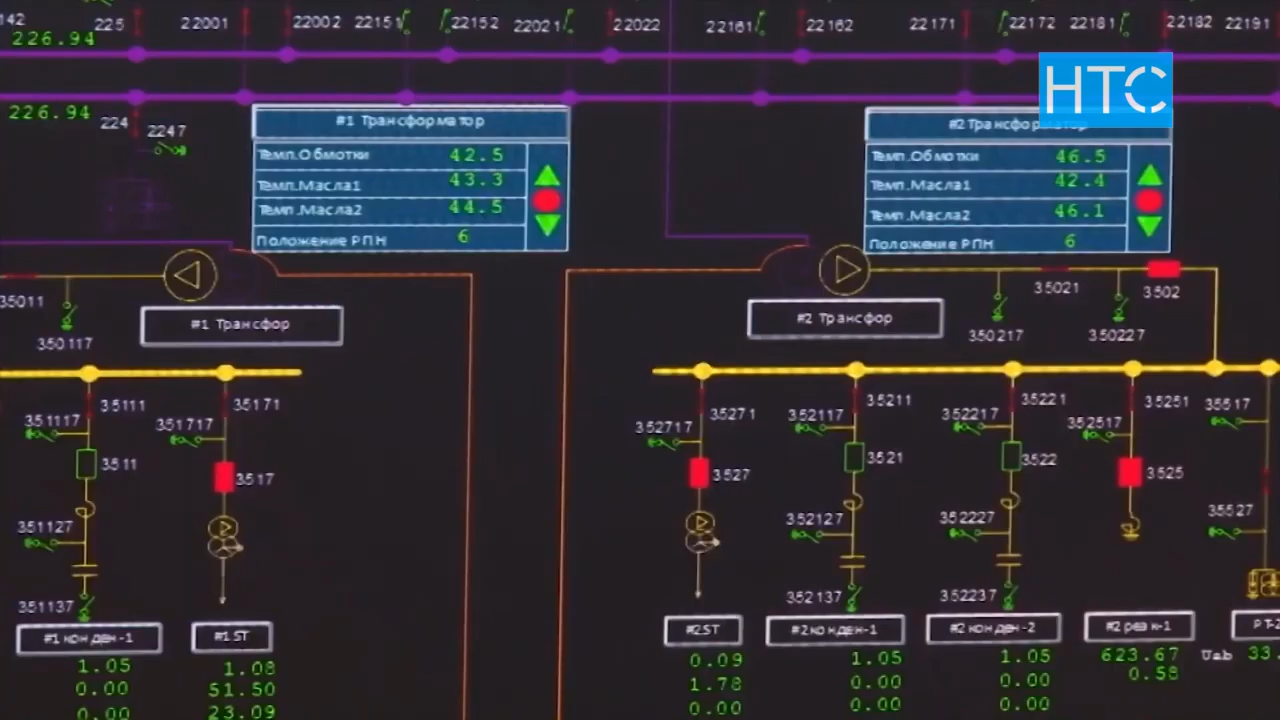 142 225 22001 22002 22151 22152 22021 22022 22161 22162 22171 22172 22181 22182 22191
226.94
НТС
226.94 224 2247
#1 Трансформатор
Темп.Обмотки 42.5
Темп.Масла1 43.3
Темп.Масла2 44.5
Положение РПН 6
#2 Трансформатор
Темп.Обмотки 46.5
Темп.Масла1 42.4
Темп.Масла2 46.1
Положение РПН 6
35011
350117
#1 Трансфор
#2 Трансфор
35021 3502
350217 350227
351117 35111 351717 35171
3511 3517
351127
351137
352717 35271 352117 35211 352217 35221 352517 35251 35517
3527 3521 3522 3525
352127 352227 35527
352137 352237
#1 конден-1 #1 ST
1.05 1.08
0.00 51.50
0.00 23.09
#2 ST #2 конден-1 #2 конден-2 #2 реак-1
0.09 1.05 1.05 623.67 Uab 33.
1.78 0.00 0.00 0.58
0.00 0.00 0.00